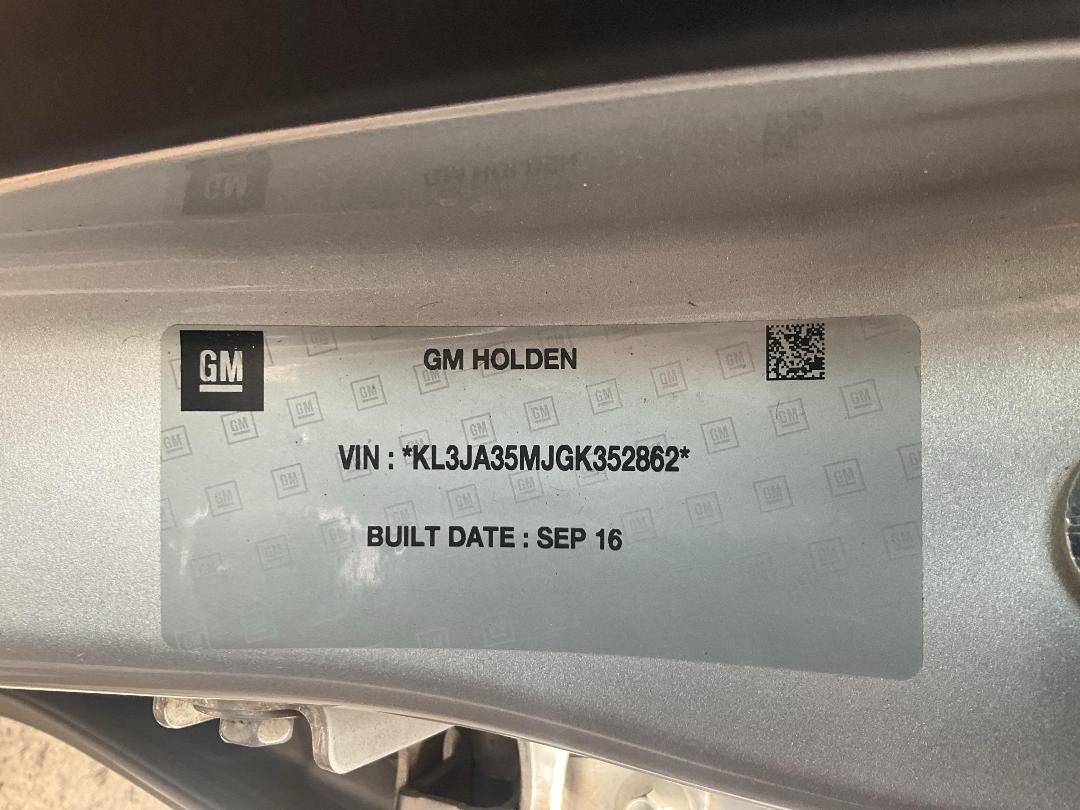 GM
GM HOLDEN
VIN : *KL3JA35MJGK352862*
BUILT DATE : SEP 16